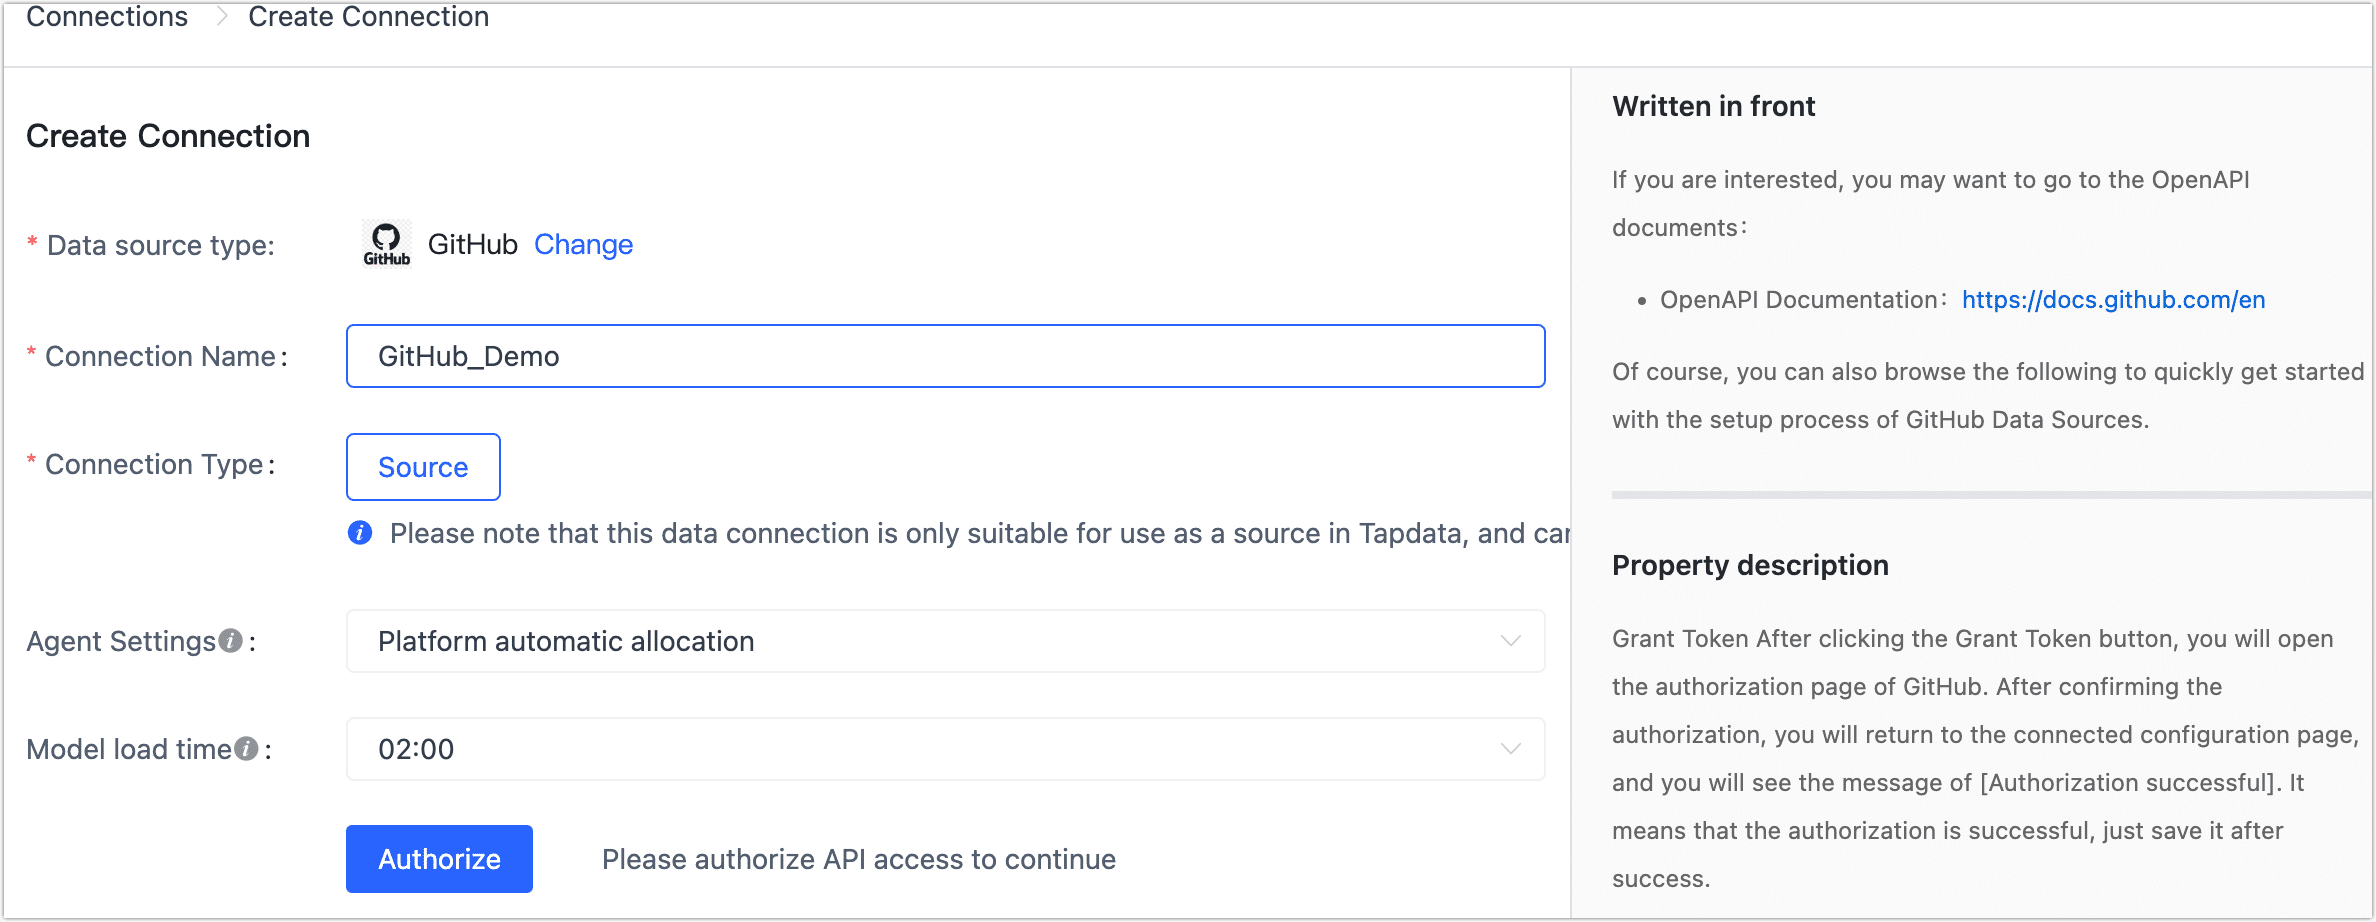 Connections > Create Connection
Create Connection
* Data source type: GitHub GitHub Change
* Connection Name: GitHub_Demo
* Connection Type: Source
Please note that this data connection is only suitable for use as a source in Tapdata, and
Agent Settings : Platform automatic allocation
Model load time : 02:00
Authorize Please authorize API access to continue
Written in front
If you are interested, you may want to go to the OpenAPI
documents:
• OpenAPI Documentation: https://docs.github.com/en
Of course, you can also browse the following to quickly get started
with the setup process of GitHub Data Sources.
Property description
Grant Token After clicking the Grant Token button, you will open
the authorization page of GitHub. After confirming the
authorization, you will return to the connected configuration page,
and you will see the message of [Authorization successful]. It
means that the authorization is successful, just save it after
success.